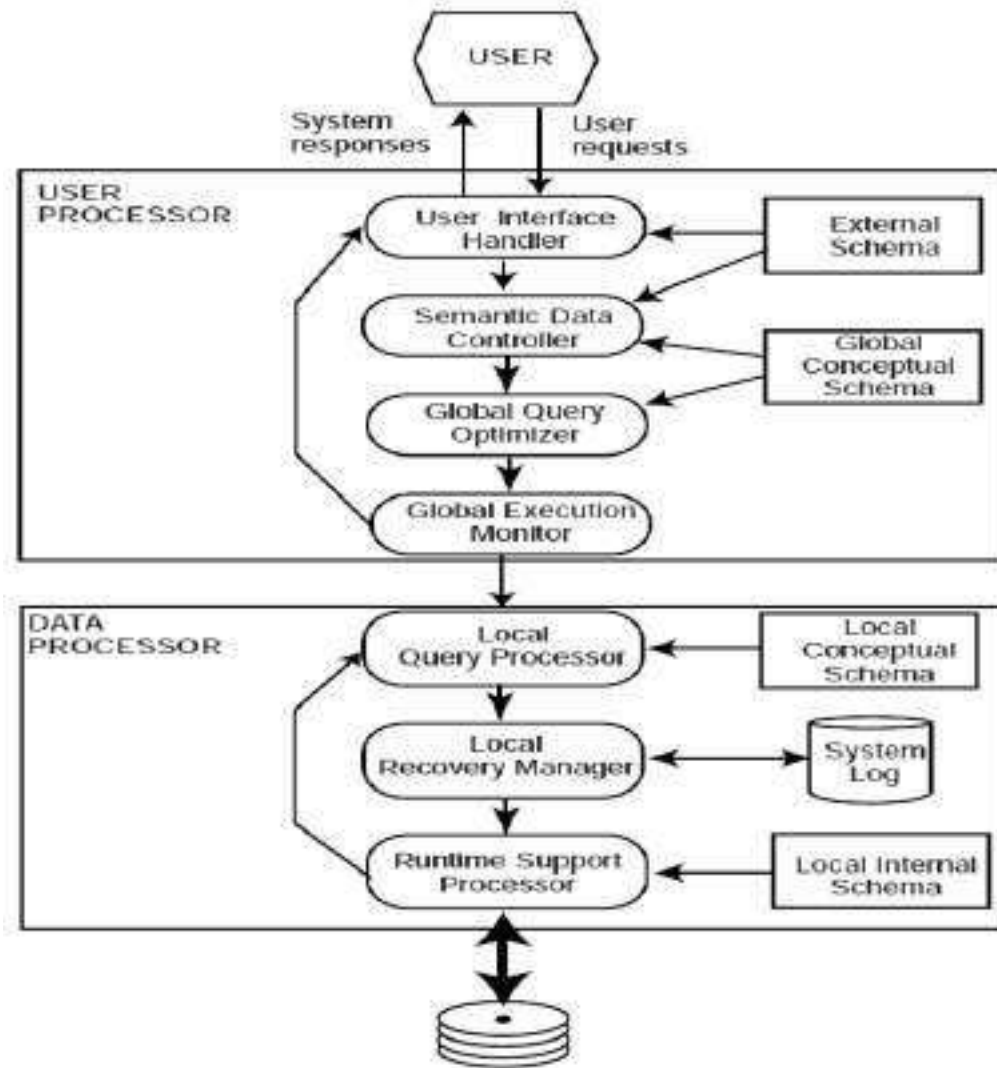 USER
System
responses
User
requests
USER
PROCESSOR
User Interface
Handler
External
Schema
Semantic Data
Controller
Global
Conceptual
Schema
Global Query
Optimizer
Global Execution
Monitor
DATA
PROCESSOR
Local
Query Processor
Local
Conceptual
Schema
Local
Recovery Manager
System
Log
Runtime Support
Processor
Local Internal
Schema